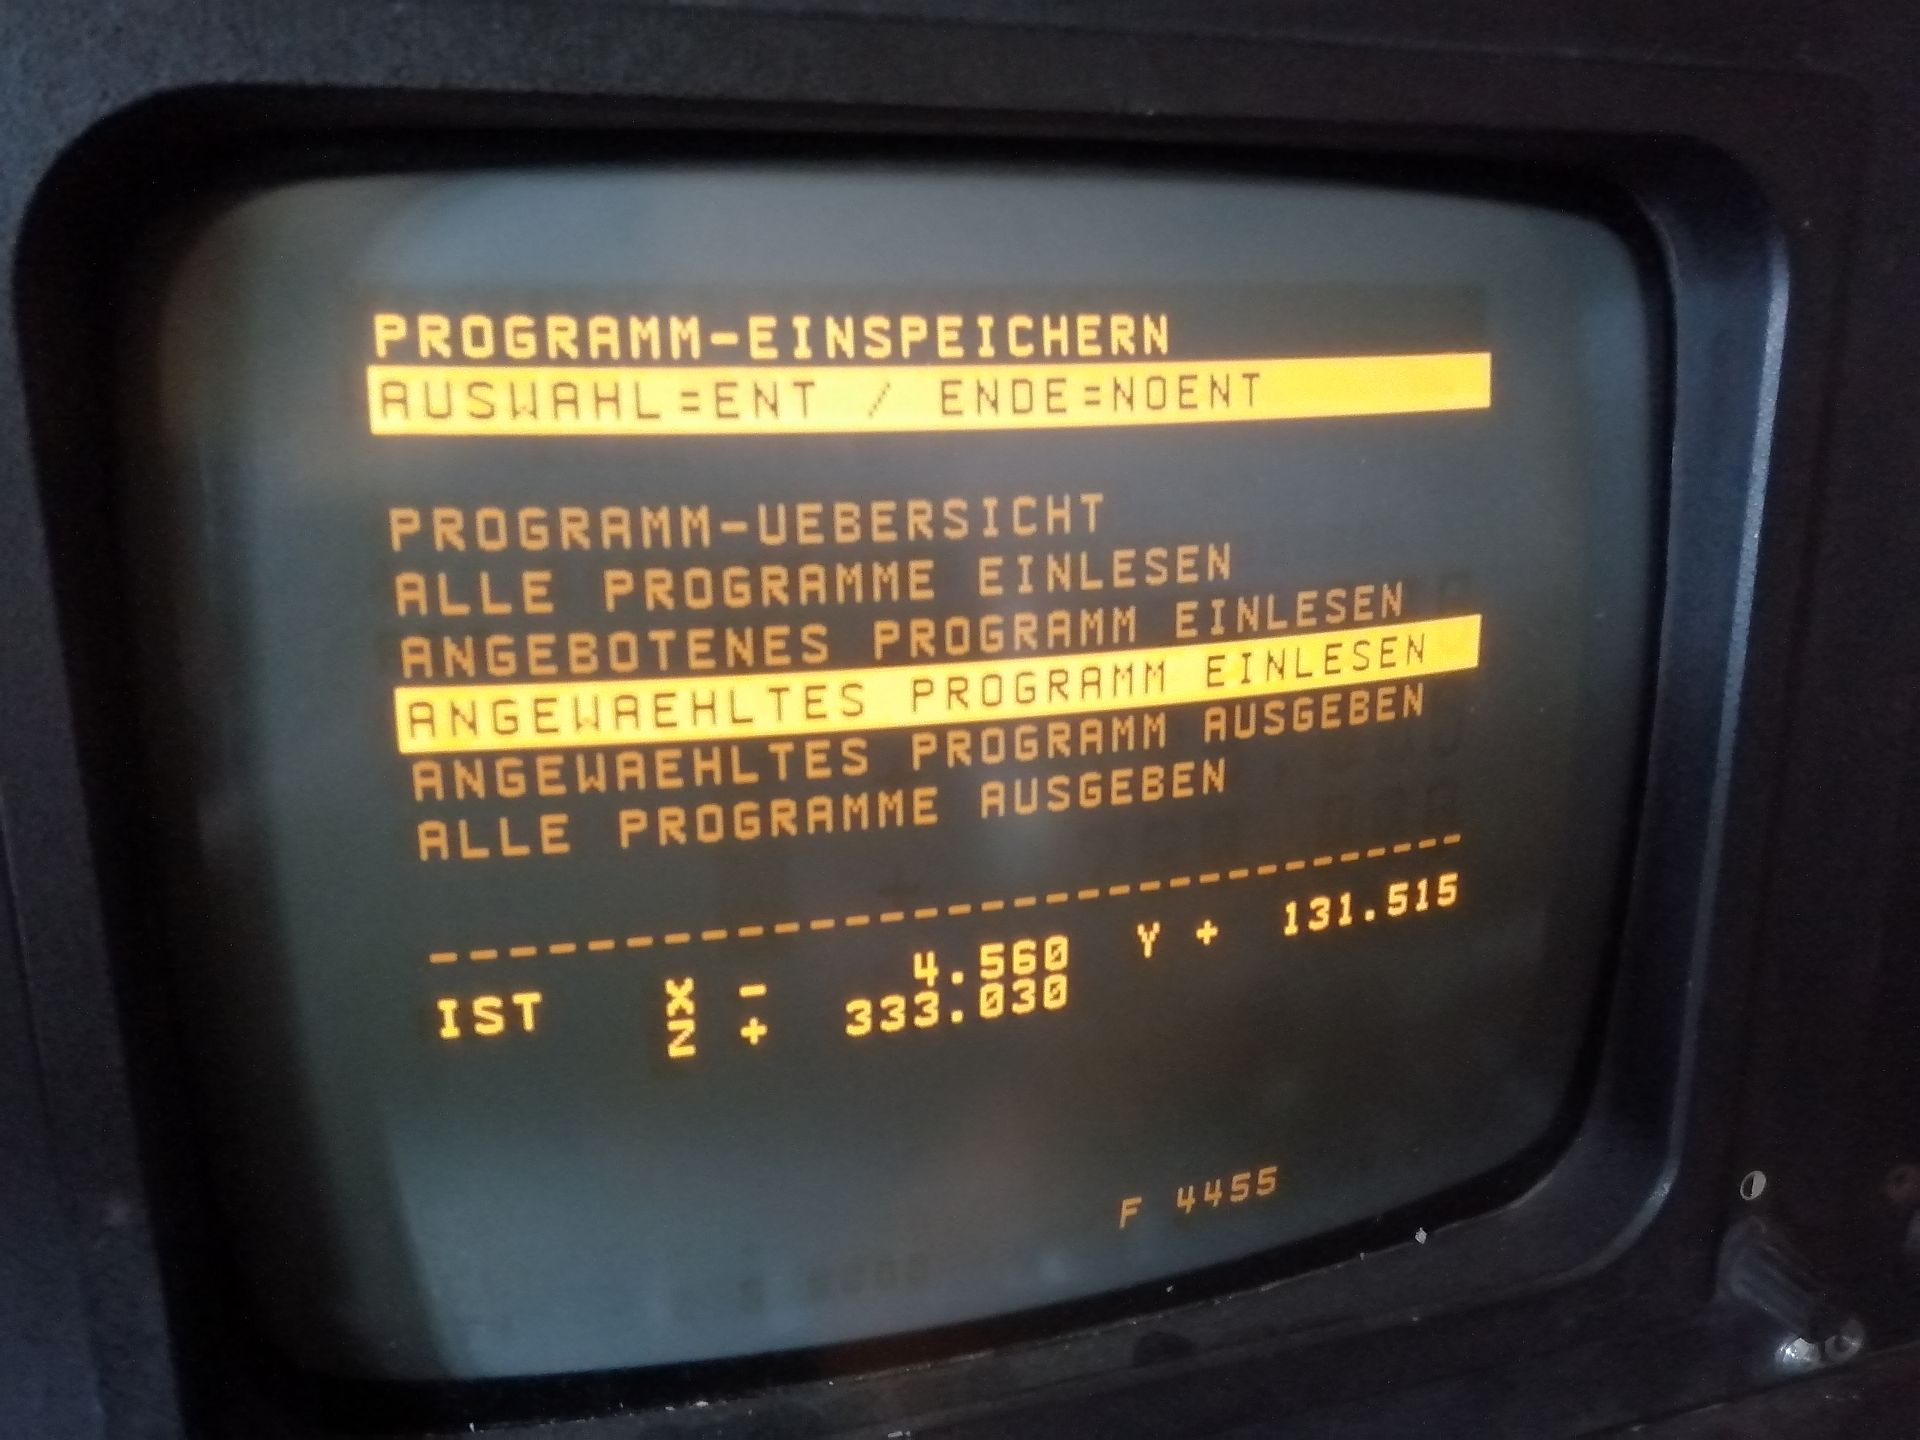 PROGRAMM-EINSPEICHERN
AUSWAHL=ENT / ENDE=NOENT
PROGRAMM-UEBERSICHT
ALLE PROGRAMME EINLESEN
ANGEBOTENES PROGRAMM EINLESEN
ANGEWAEHLTES PROGRAMM EINLESEN
ANGEWAEHLTES PROGRAMM AUSGEBEN
ALLE PROGRAMME AUSGEBEN
--------------------------------
IST X - 4.560 Y + 131.515
Z + 333.030
F 4455